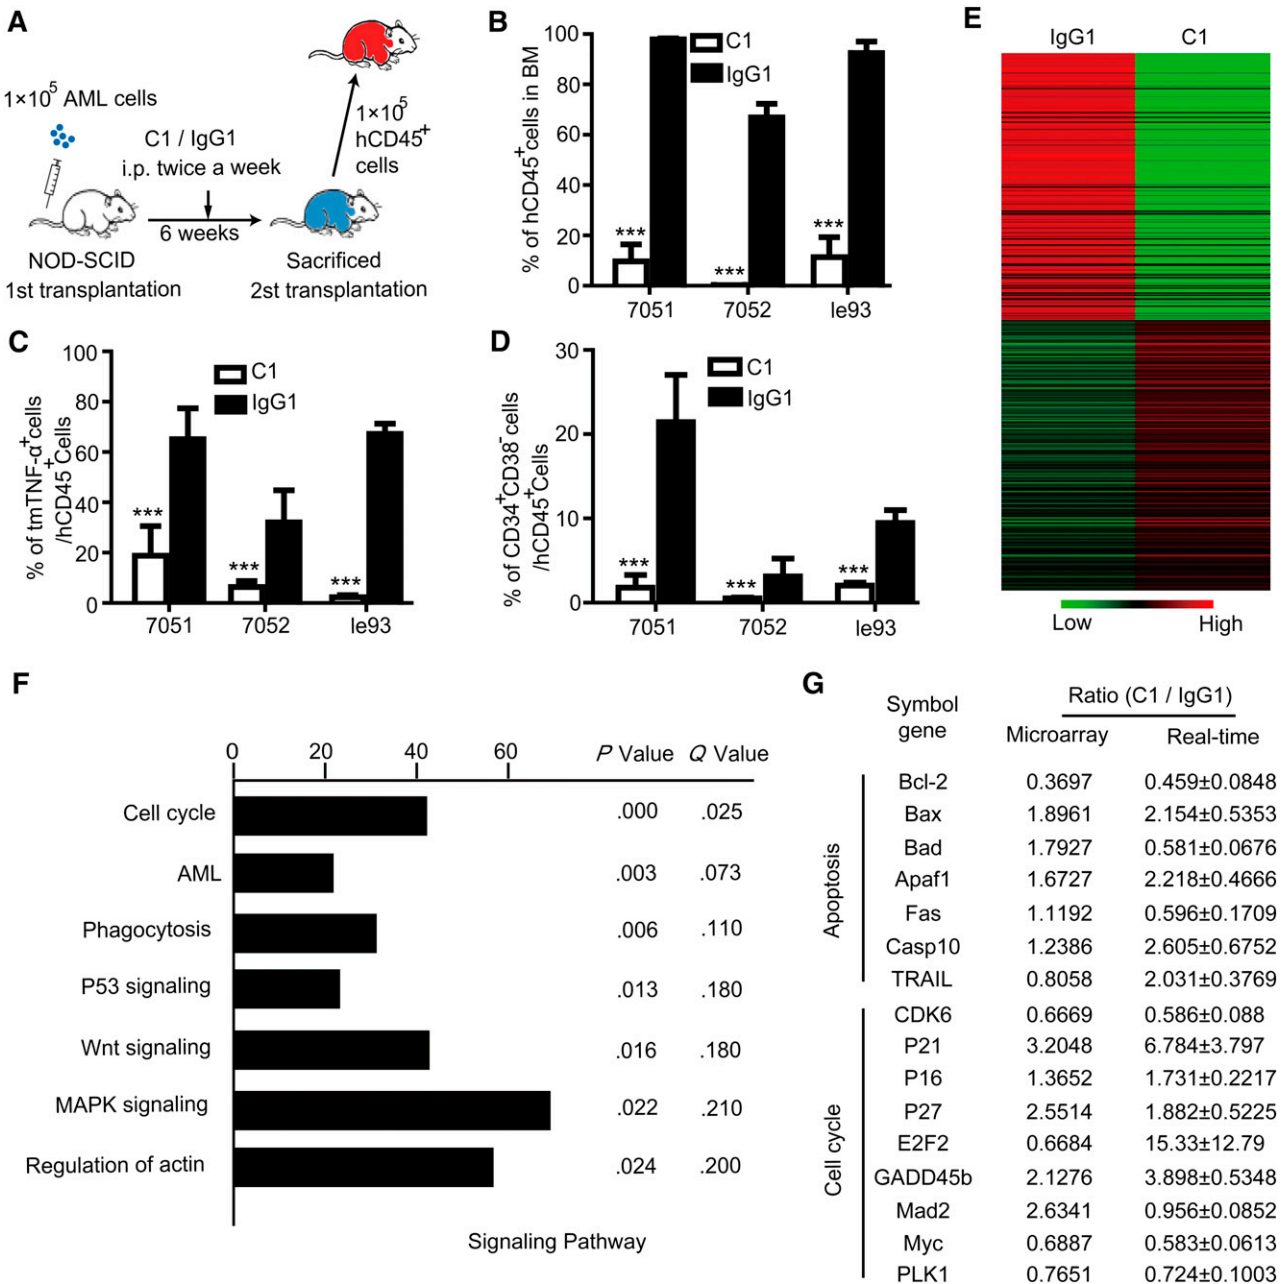 A
1×10⁵ AML cells
C1 / IgG1
i.p. twice a week
6 weeks
1×10⁵
hCD45⁺
cells
NOD-SCID
1st transplantation
Sacrificed
2st transplantation
B
% of hCD45⁺cells in BM
100
80
60
40
20
0
C1
IgG1
***
***
***
7051
7052
le93
C
% of tmTNF-α⁺cells
/hCD45⁺Cells
100
80
60
40
20
0
C1
IgG1
***
***
***
7051
7052
le93
D
% of CD34⁺CD38⁻cells
/hCD45⁺Cells
30
20
10
0
C1
IgG1
***
***
***
7051
7052
le93
E
IgG1 C1
Low High
F
0 20 40 60 P Value Q Value
Cell cycle .000 .025
AML .003 .073
Phagocytosis .006 .110
P53 signaling .013 .180
Wnt signaling .016 .180
MAPK signaling .022 .210
Regulation of actin .024 .200
Signaling Pathway
G
Symbol
gene
Ratio (C1 / IgG1)
Microarray Real-time
Apoptosis
Bcl-2 0.3697 0.459±0.0848
Bax 1.8961 2.154±0.5353
Bad 1.7927 0.581±0.0676
Apaf1 1.6727 2.218±0.4666
Fas 1.1192 0.596±0.1709
Casp10 1.2386 2.605±0.6752
TRAIL 0.8058 2.031±0.3769
Cell cycle
CDK6 0.6669 0.586±0.088
P21 3.2048 6.784±3.797
P16 1.3652 1.731±0.2217
P27 2.5514 1.882±0.5225
E2F2 0.6684 15.33±12.79
GADD45b 2.1276 3.898±0.5348
Mad2 2.6341 0.956±0.0852
Myc 0.6887 0.583±0.0613
PLK1 0.7651 0.724±0.1003